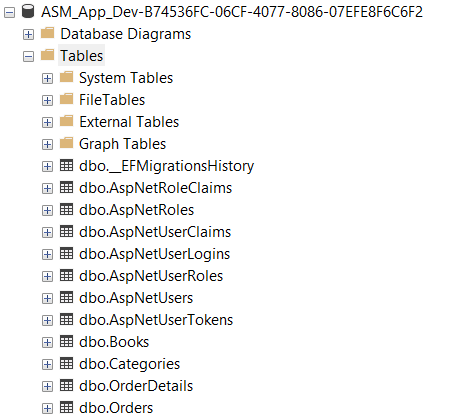 ASM_App_Dev-B74536FC-06CF-4077-8086-07EFE8F6C6F2
Database Diagrams
Tables
System Tables
FileTables
External Tables
Graph Tables
dbo.__EFMigrationsHistory
dbo.AspNetRoleClaims
dbo.AspNetRoles
dbo.AspNetUserClaims
dbo.AspNetUserLogins
dbo.AspNetUserRoles
dbo.AspNetUsers
dbo.AspNetUserTokens
dbo.Books
dbo.Categories
dbo.OrderDetails
dbo.Orders